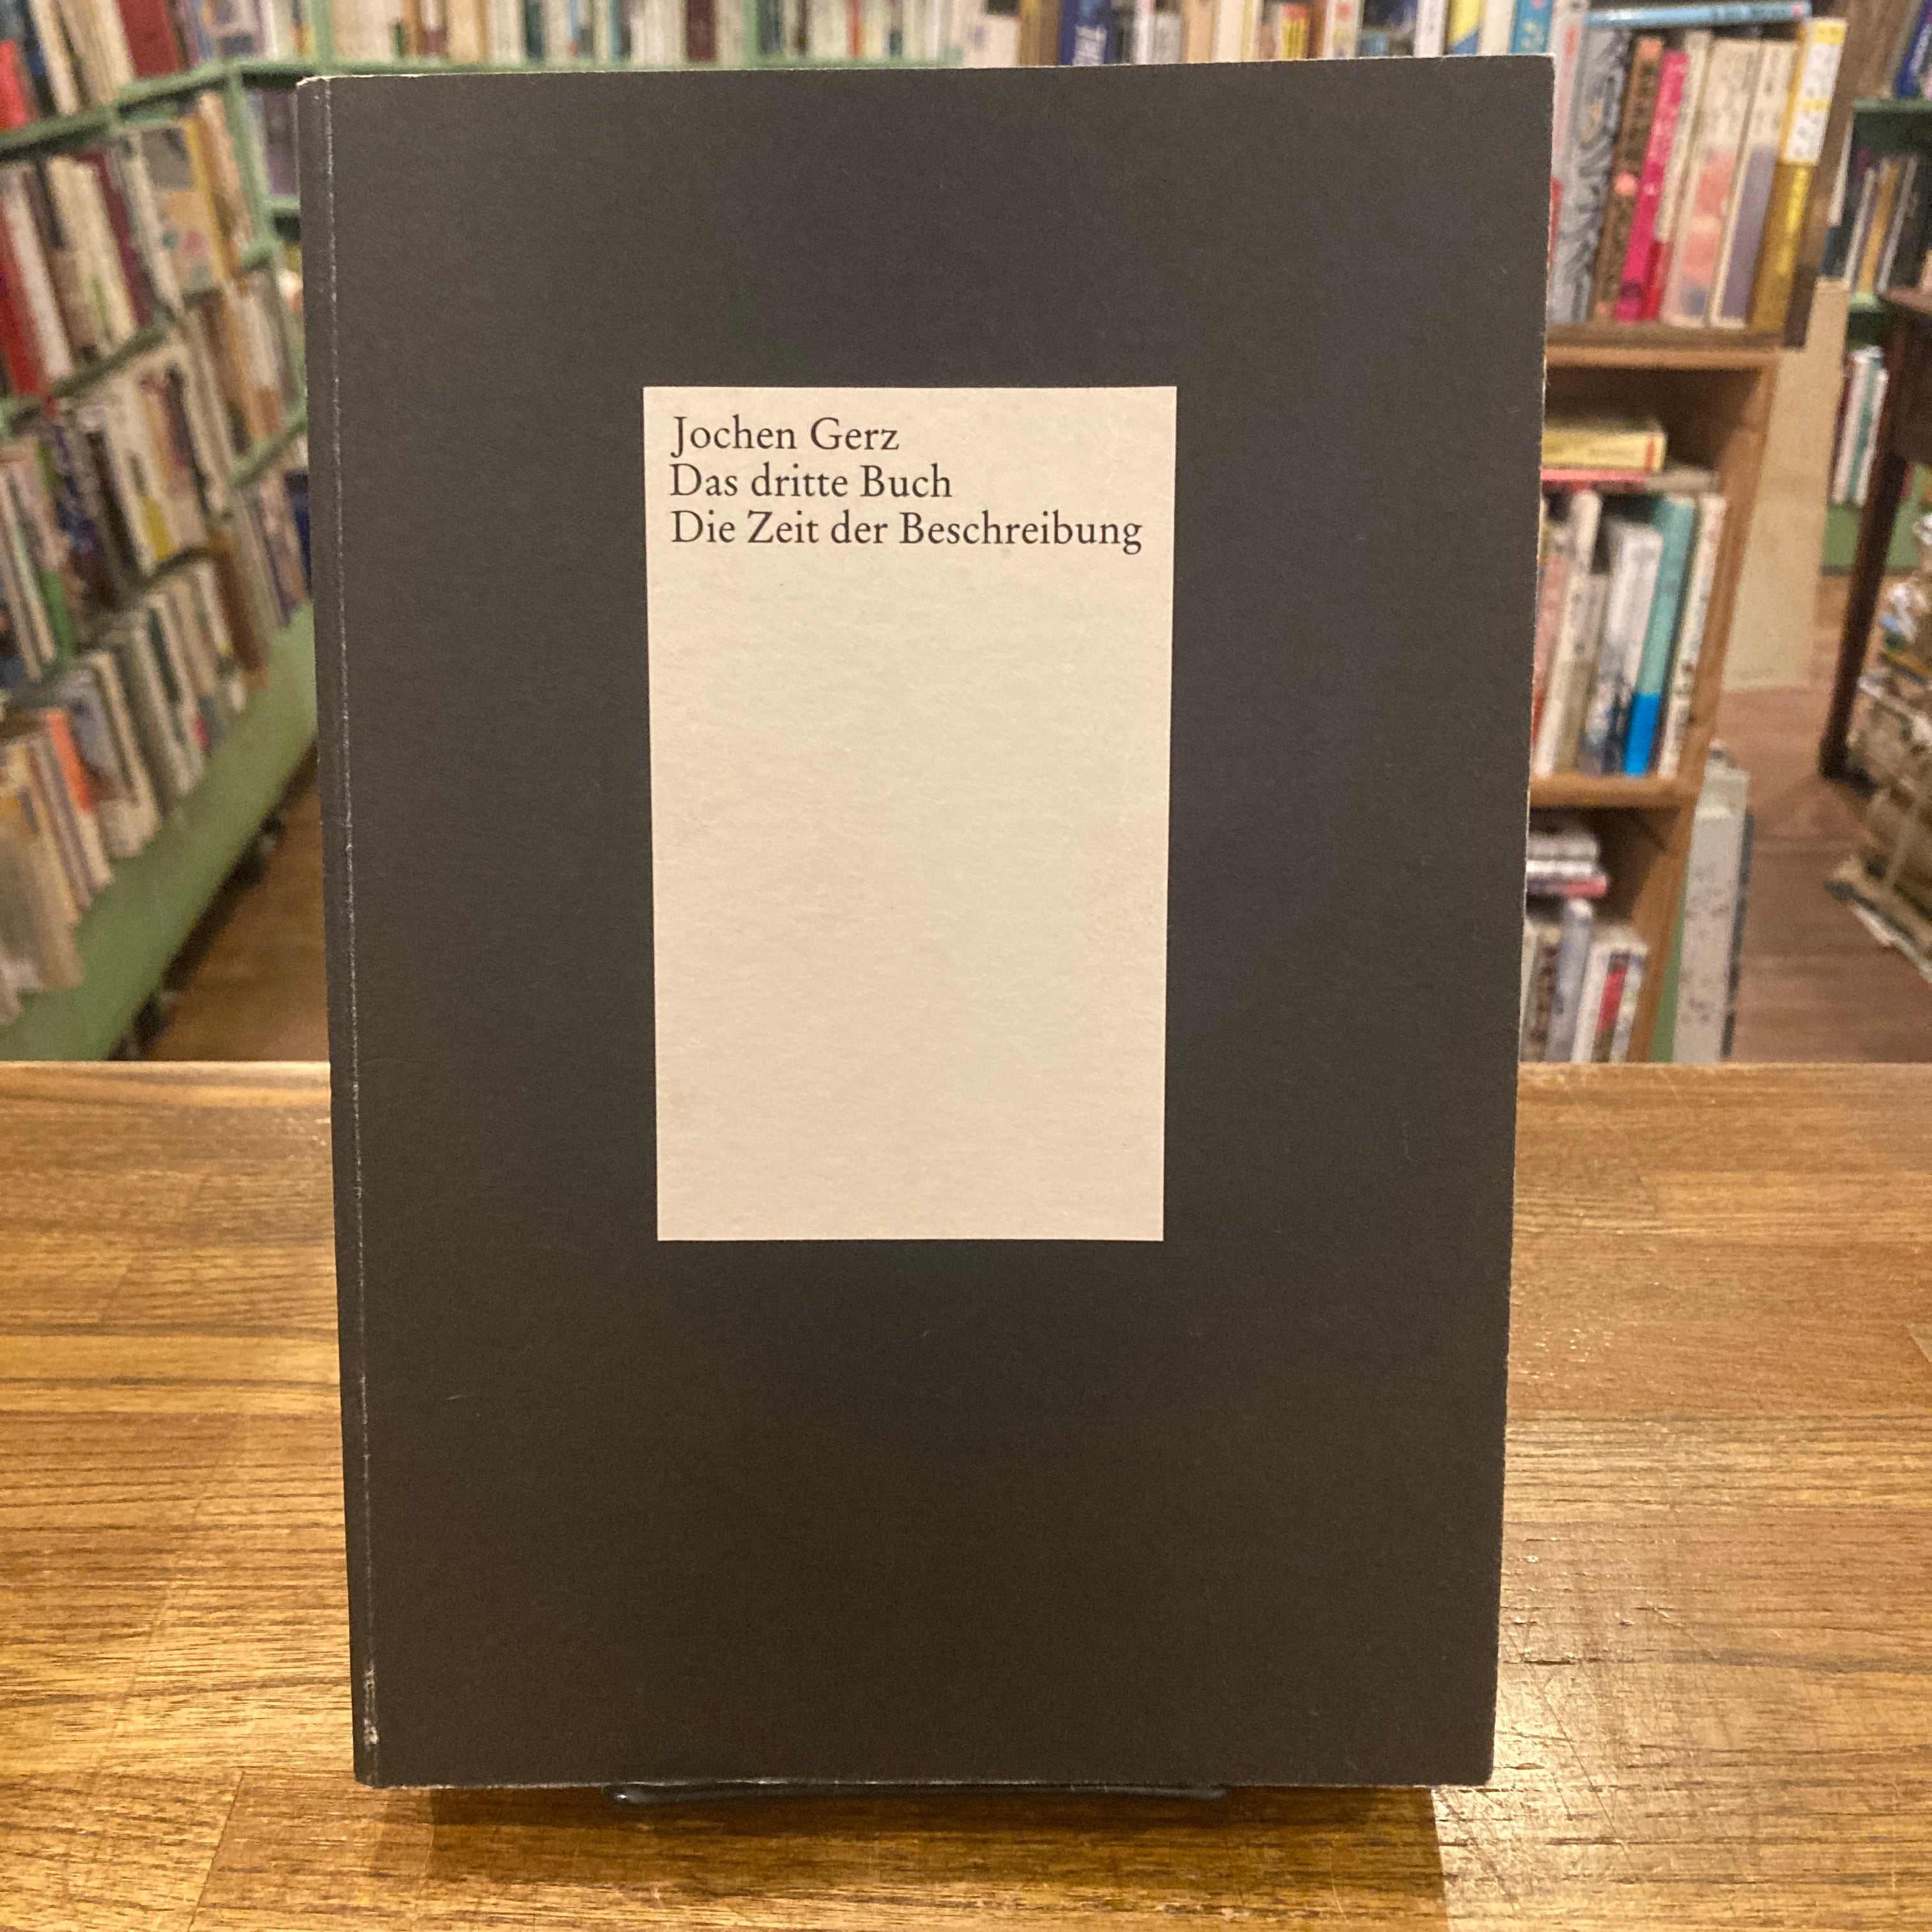 Jochen Gerz
Das dritte Buch
Die Zeit der Beschreibung